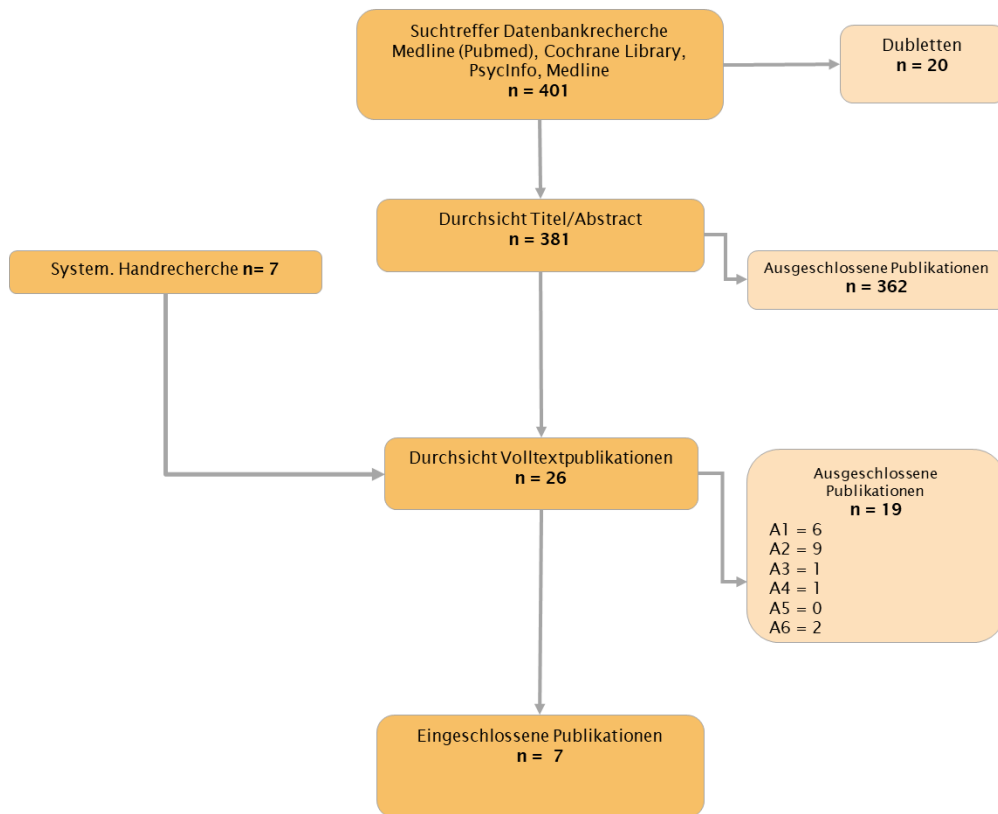 Suchtreffer Datenbankrecherche
Medline (Pubmed), Cochrane Library,
PsycInfo, Medline
n = 401
Dubletten
n = 20
Durchsicht Titel/Abstract
n = 381
System. Handrecherche n= 7
Ausgeschlossene Publikationen
n = 362
Durchsicht Volltextpublikationen
n = 26
Ausgeschlossene
Publikationen
n = 19
A1 = 6
A2 = 9
A3 = 1
A4 = 1
A5 = 0
A6 = 2
Eingeschlossene Publikationen
n = 7